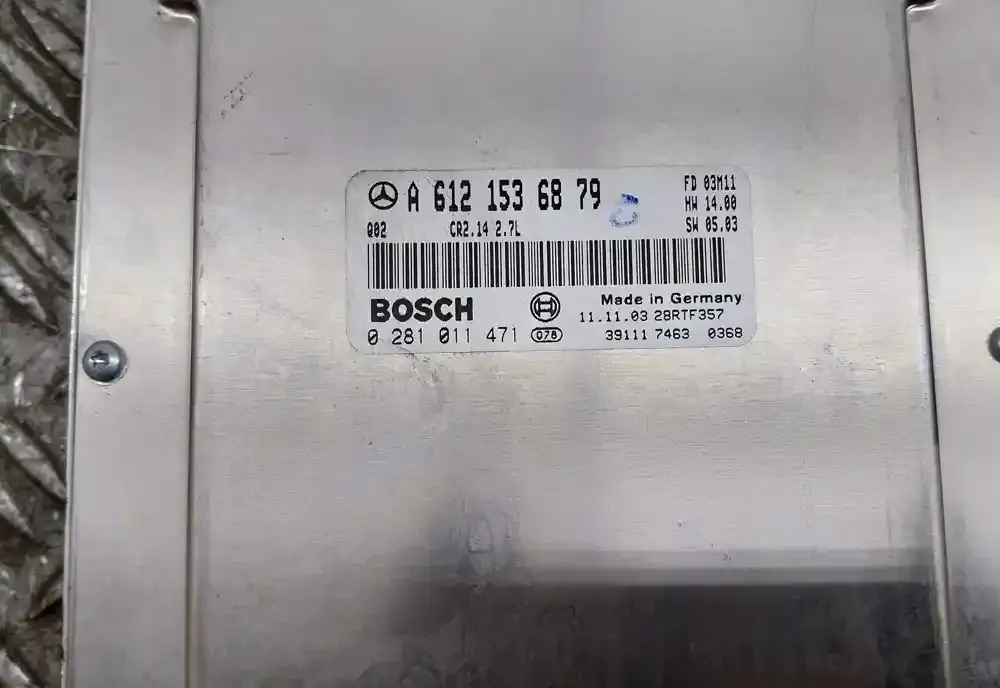 A 612 153 68 79
FD 03M11
HW 14.00
Q02 CR2.14 2.7L SW 05.03
BOSCH
Made in Germany
11.11.03 28RTF357
0 281 011 471 078 39111 7463 0368